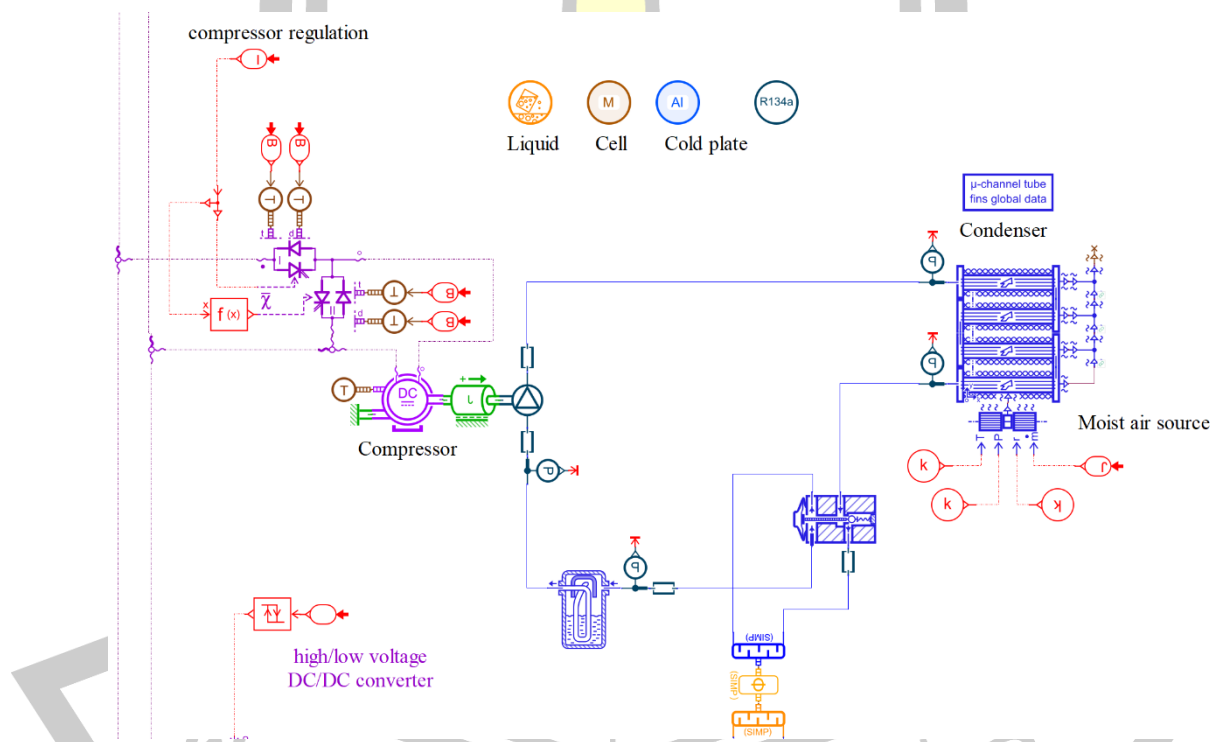 compressor regulation
I
M
Al
R134a
Liquid
Cell
Cold plate
μ-channel tube
fins global data
Condenser
B
B
T
T
t
d
P
I
x
f(x)
χ̅
II
t
T
B
d
T
B
P
T
DC
J
Compressor
Moist air source
T
P
r
m
k
J
k
k
P
P
(SIMP)
high/low voltage
DC/DC converter
(SIMP)
(SIMP)